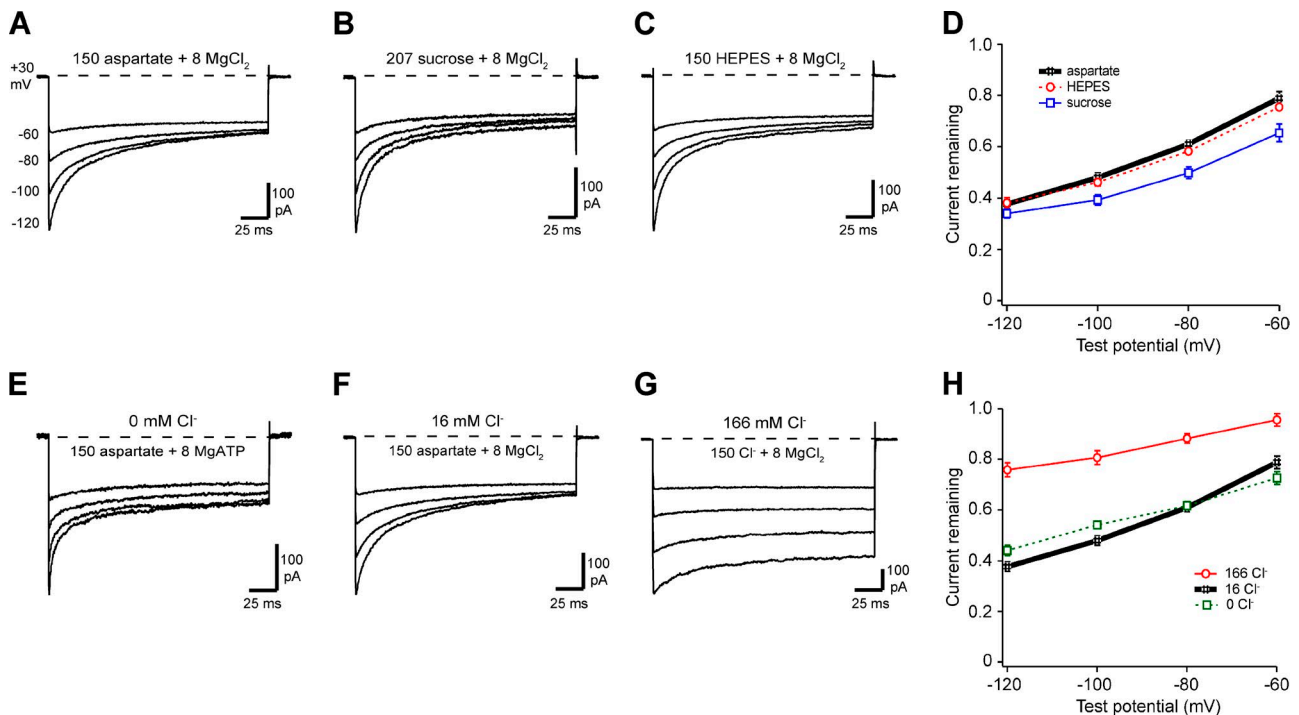 A
150 aspartate + 8 MgCl₂
+30
mV
-60
-80
-100
-120
100
pA
25 ms
B
207 sucrose + 8 MgCl₂
100
pA
25 ms
C
150 HEPES + 8 MgCl₂
100
pA
25 ms
D
Current remaining
1.0
0.8
0.6
0.4
0.2
0
aspartate
HEPES
sucrose
-120
-100
-80
-60
Test potential (mV)
E
0 mM Cl⁻
150 aspartate + 8 MgATP
100
pA
25 ms
F
16 mM Cl⁻
150 aspartate + 8 MgCl₂
100
pA
25 ms
G
166 mM Cl⁻
150 Cl⁻ + 8 MgCl₂
100
pA
25 ms
H
Current remaining
1.0
0.8
0.6
0.4
0.2
0
166 Cl⁻
16 Cl⁻
0 Cl⁻
-120
-100
-80
-60
Test potential (mV)